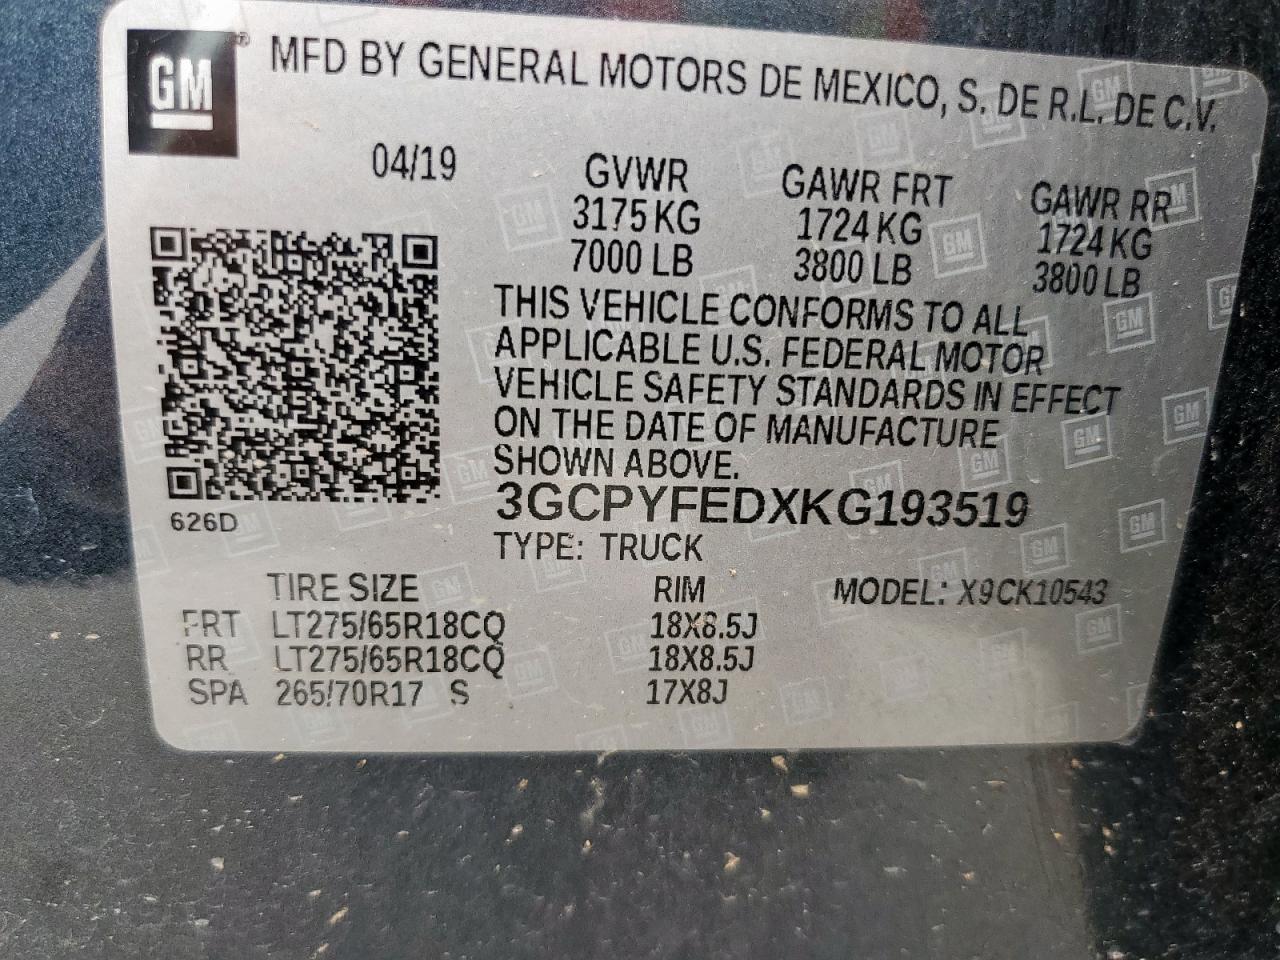 GM® MFD BY GENERAL MOTORS DE MEXICO, S. DE R.L. DE C.V.
04/19 GVWR GAWR FRT GAWR RR
3175 KG 1724 KG 1724 KG
7000 LB 3800 LB 3800 LB
THIS VEHICLE CONFORMS TO ALL
APPLICABLE U.S. FEDERAL MOTOR
VEHICLE SAFETY STANDARDS IN EFFECT
ON THE DATE OF MANUFACTURE
SHOWN ABOVE.
3GCPYFEDXKG193519
626D
TYPE: TRUCK
TIRE SIZE RIM MODEL: X9CK10543
FRT LT275/65R18CQ 18X8.5J
RR LT275/65R18CQ 18X8.5J
SPA 265/70R17 S 17X8J